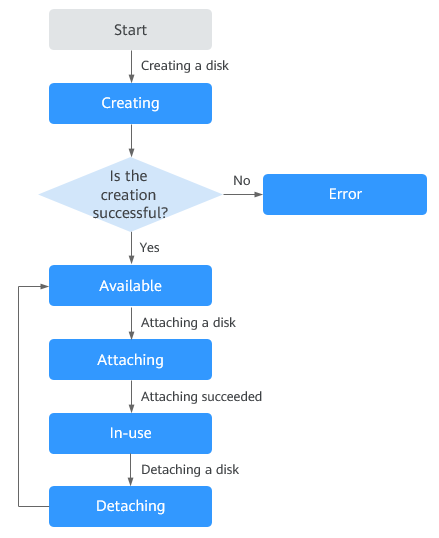 Start
Creating a disk
Creating
Is the
creation
successful?
No
Error
Yes
Available
Attaching a disk
Attaching
Attaching succeeded
In-use
Detaching a disk
Detaching